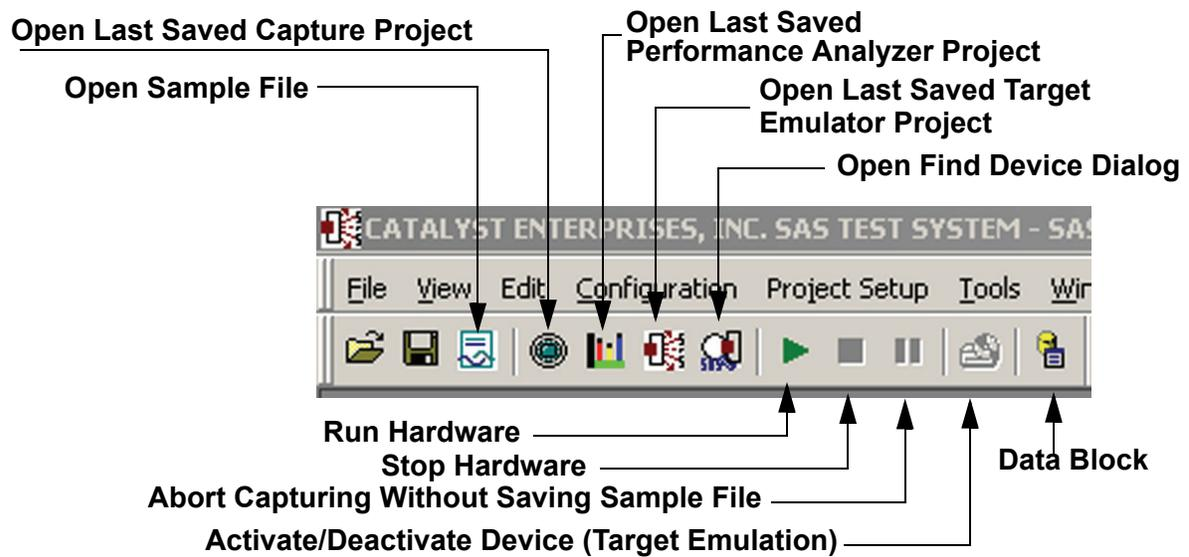 Open Last Saved Capture Project
Open Last Saved
Performance Analyzer Project
Open Sample File
Open Last Saved Target
Emulator Project
Open Find Device Dialog
CATALYST ENTERPRISES, INC. SAS TEST SYSTEM - SAS
File View Edit Configuration Project Setup Tools Win
Run Hardware
Stop Hardware
Data Block
Abort Capturing Without Saving Sample File
Activate/Deactivate Device (Target Emulation)